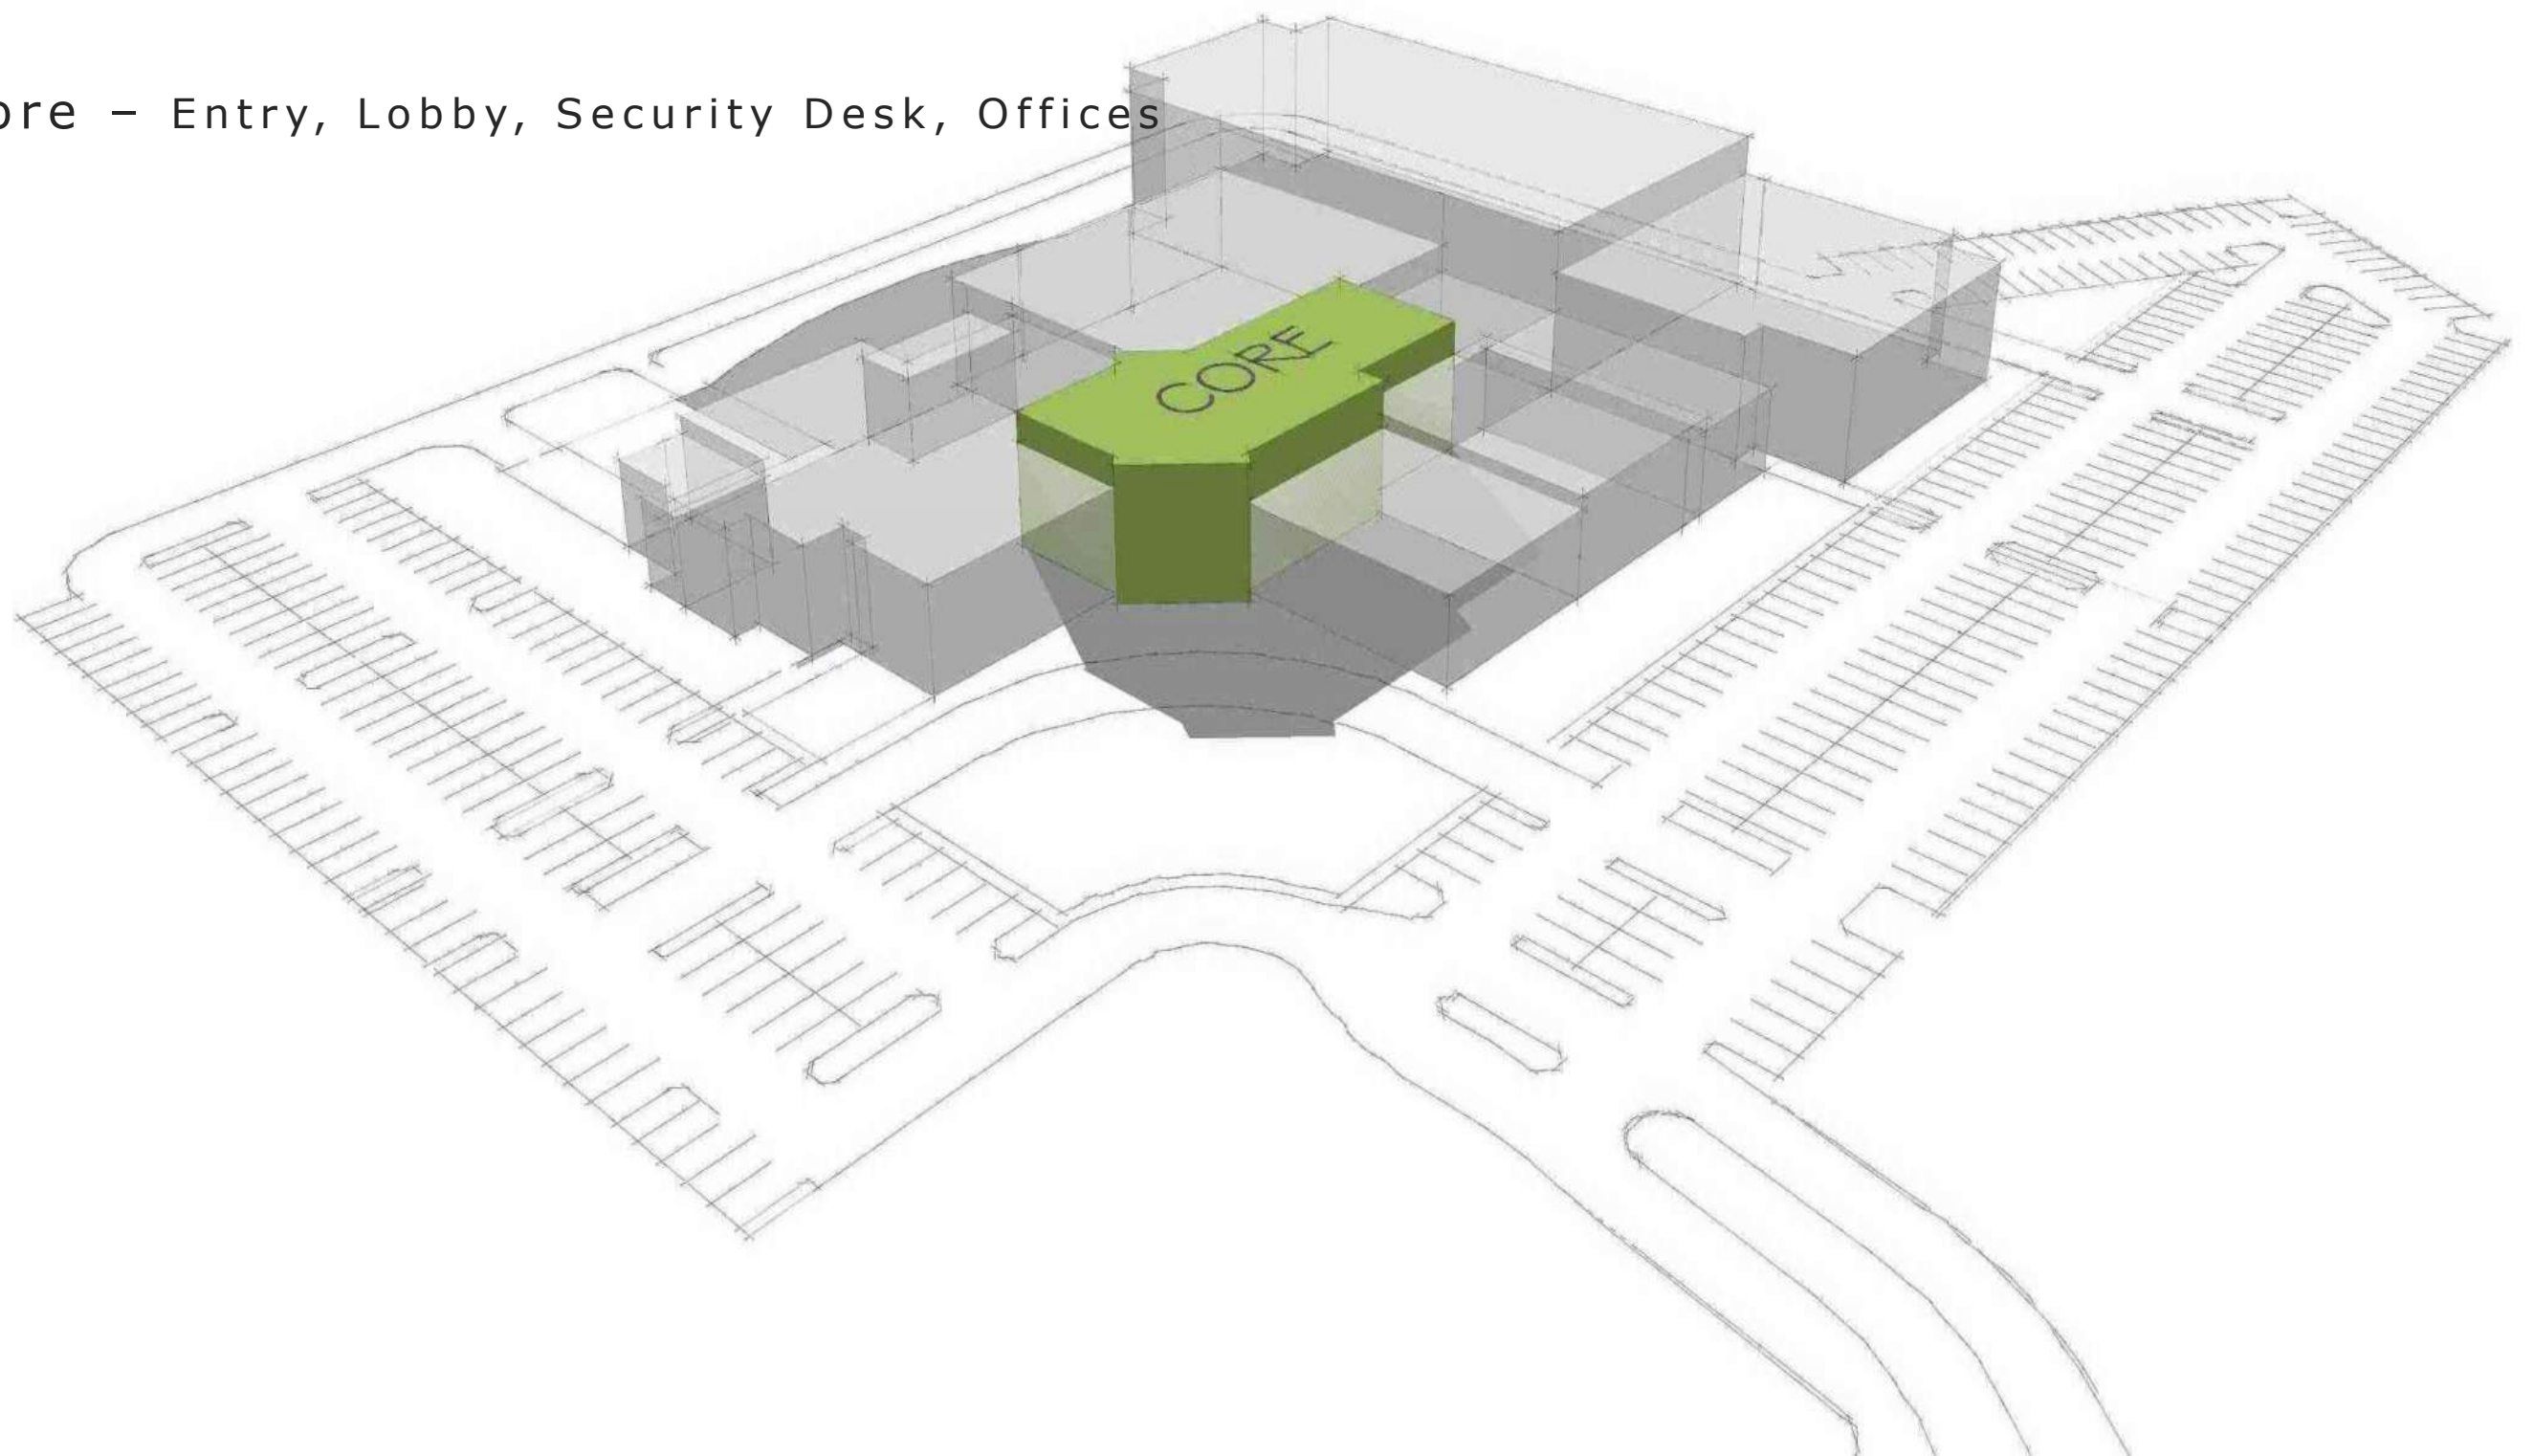 ore – Entry, Lobby, Security Desk, Offices
CORE